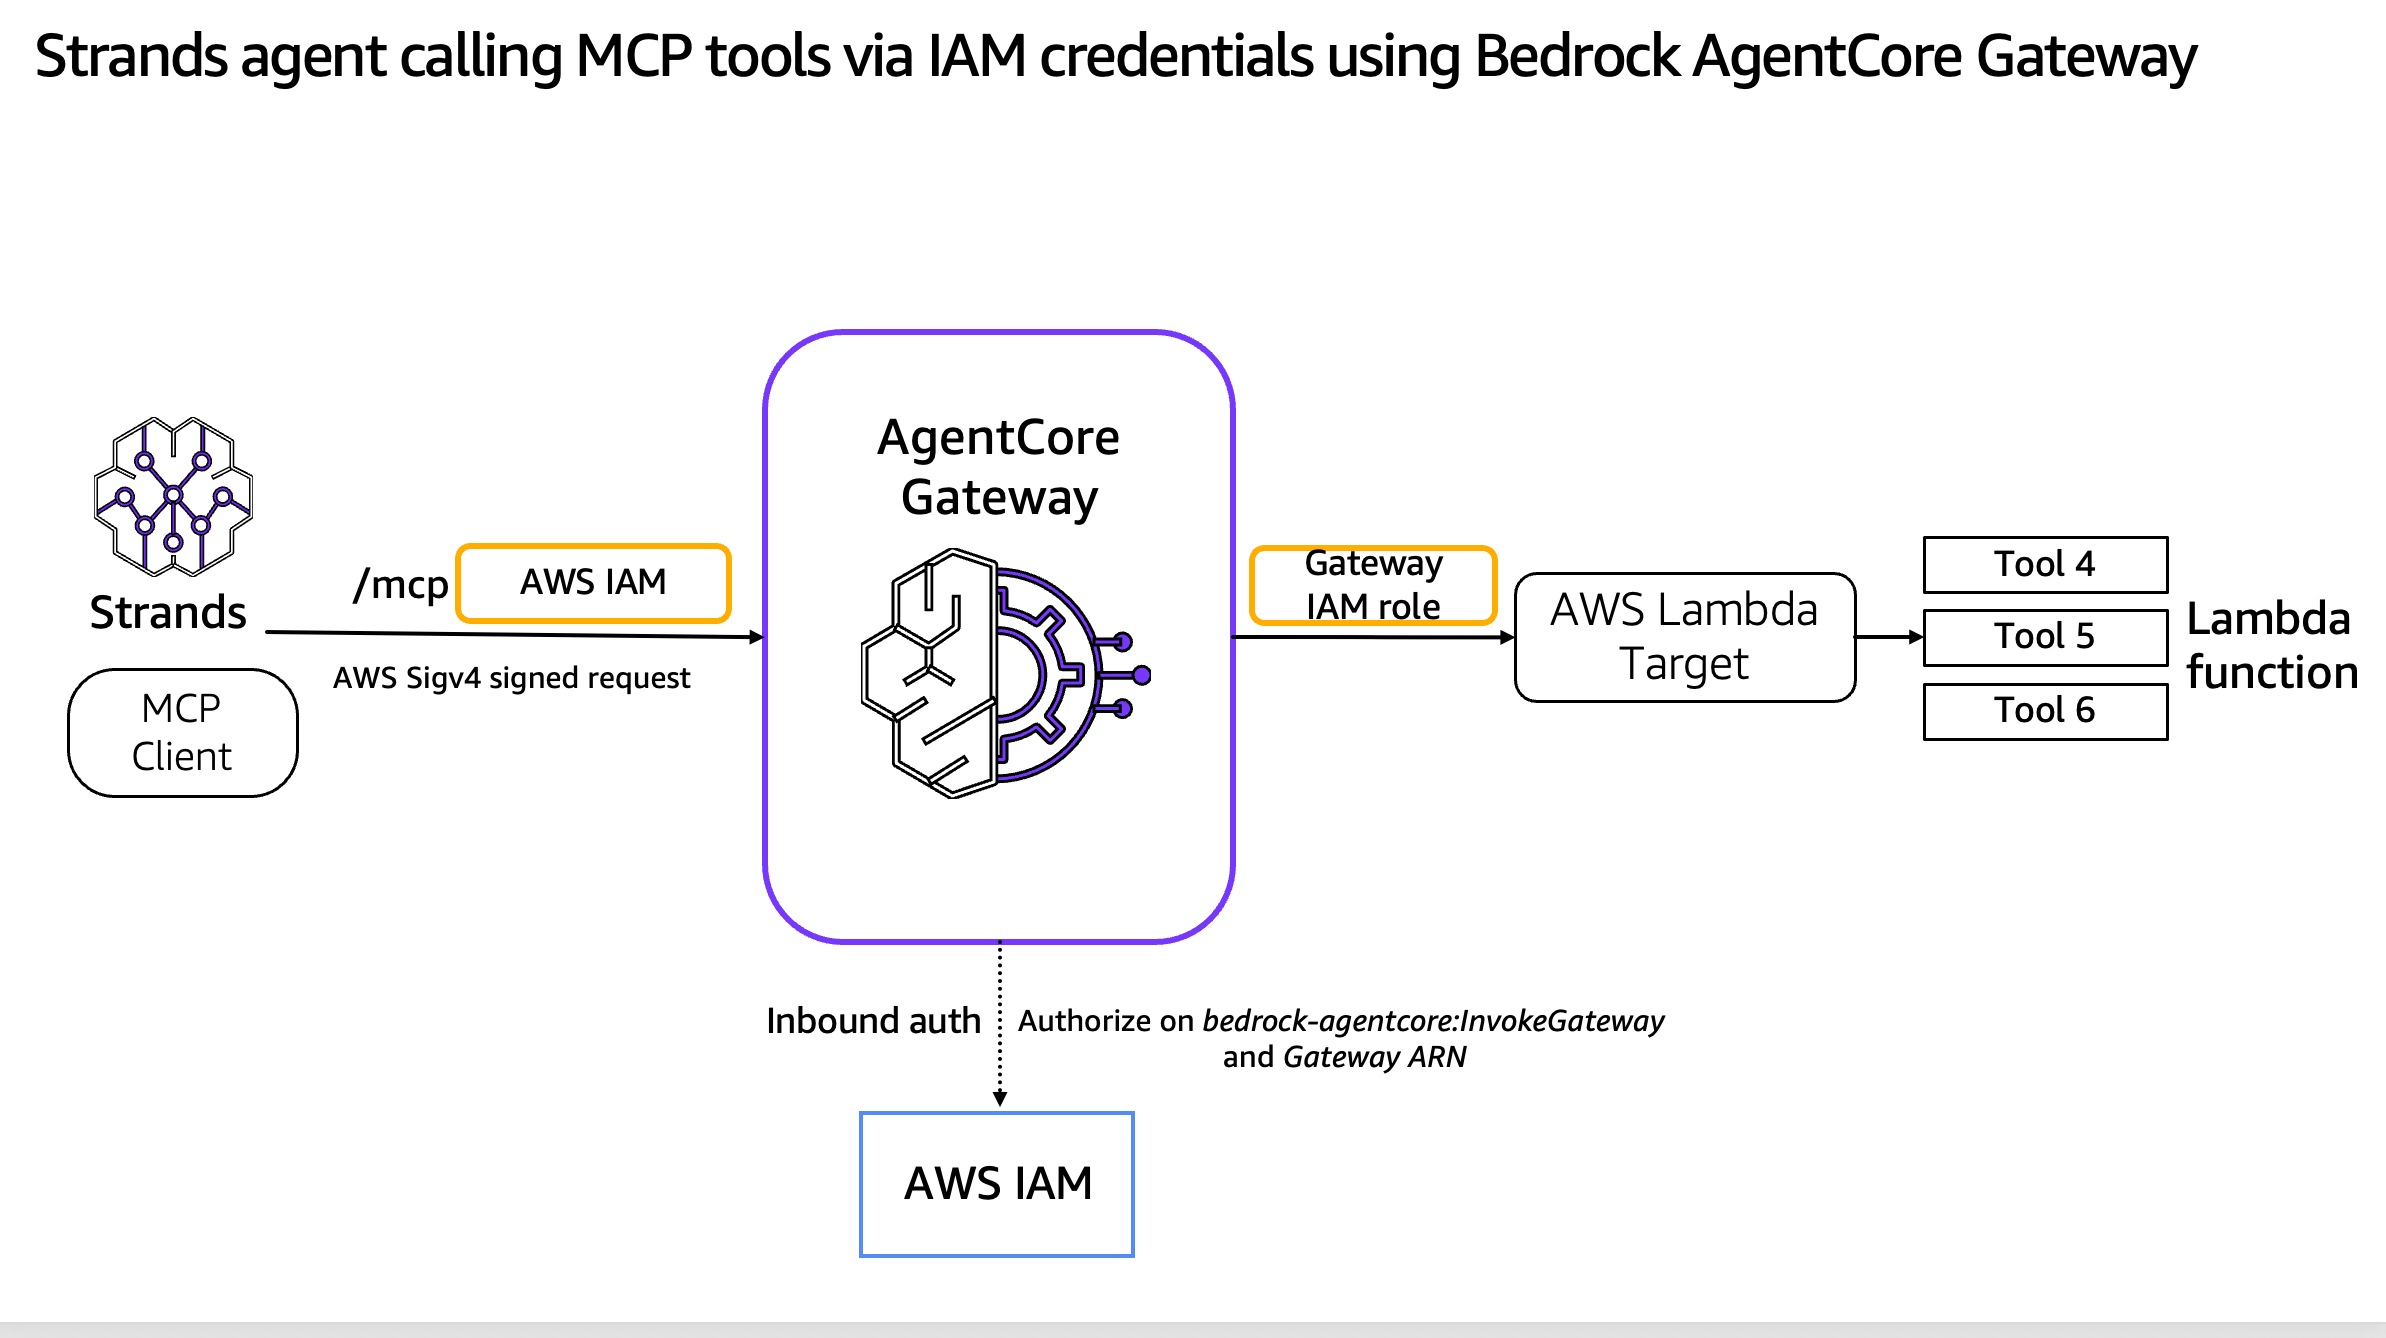 Strands agent calling MCP tools via IAM credentials using Bedrock AgentCore Gateway
Strands
MCP
Client
/mcp
AWS IAM
AWS Sigv4 signed request
AgentCore
Gateway
Gateway
IAM role
AWS Lambda
Target
Tool 4
Tool 5
Tool 6
Lambda
function
Inbound auth
Authorize on bedrock-agentcore:InvokeGateway
and Gateway ARN
AWS IAM